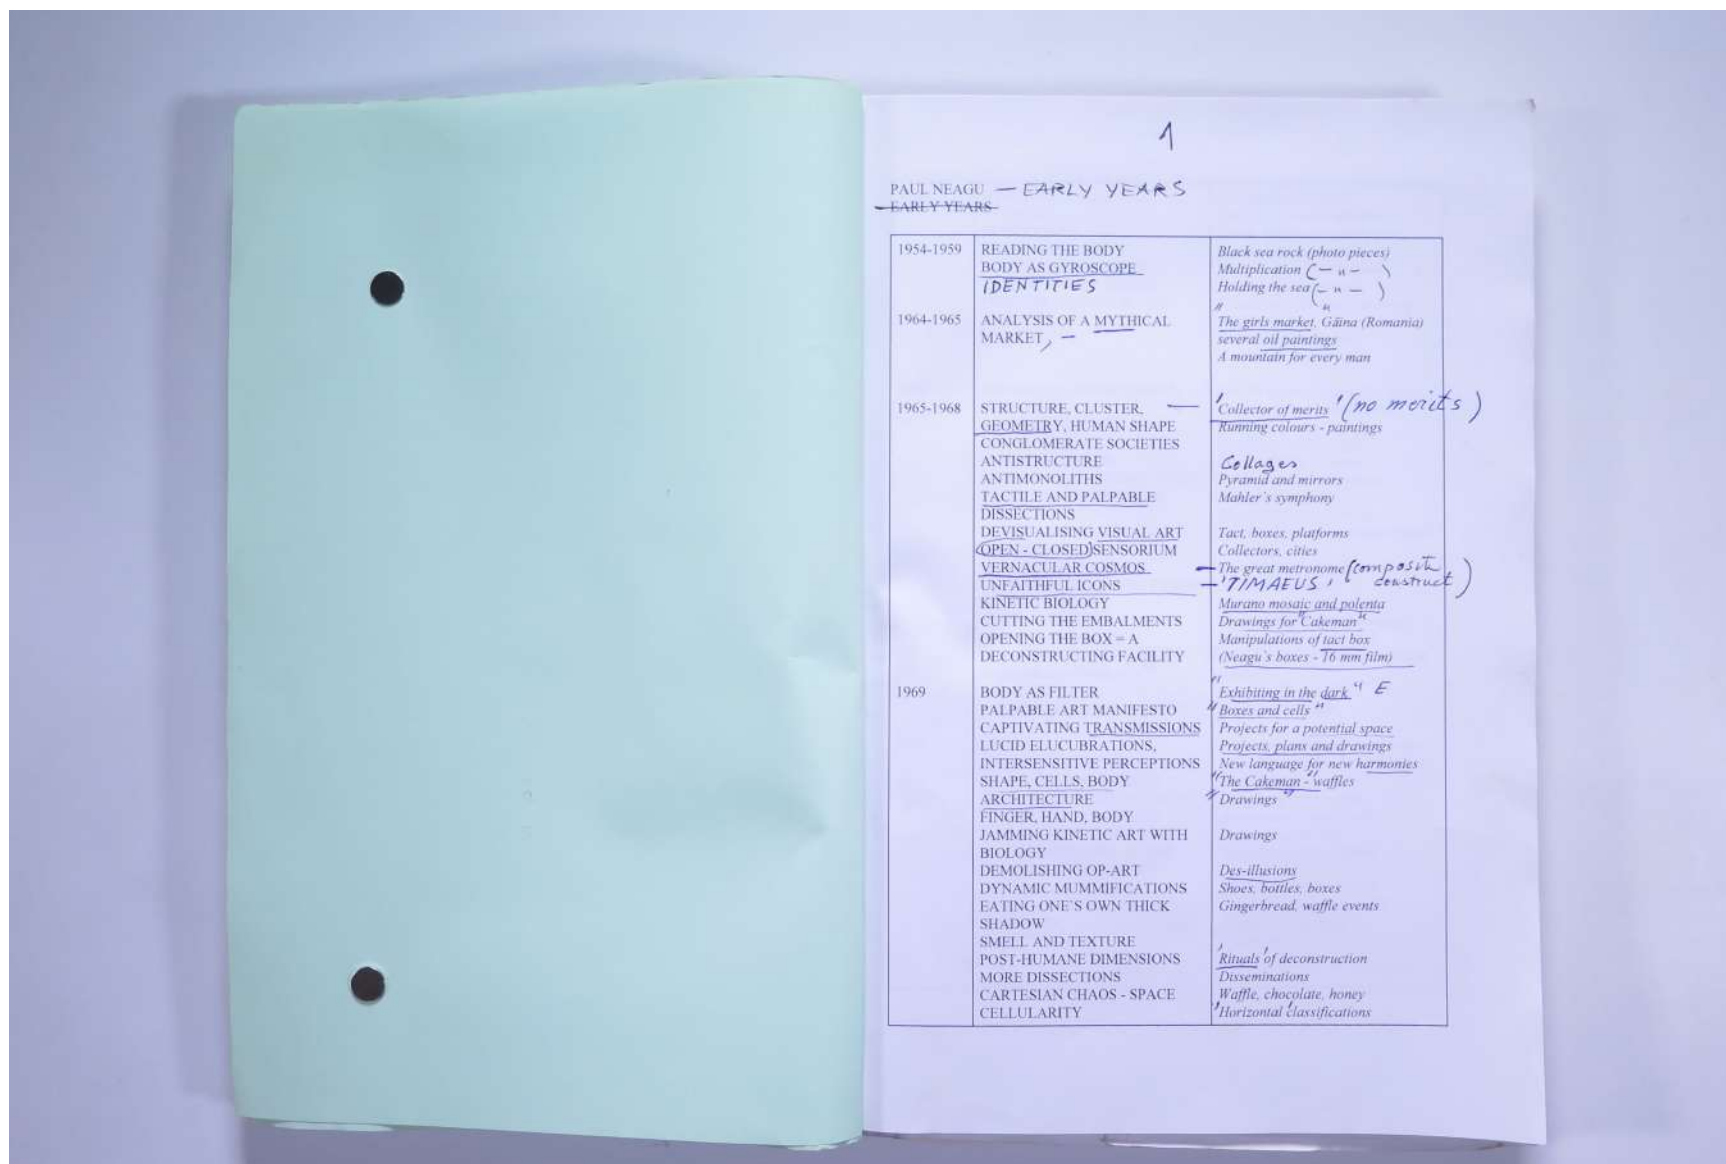 1
PAUL NEAGU — EARLY YEARS
EARLY YEARS
1954-1959 READING THE BODY Black sea rock (photo pieces)
BODY AS GYROSCOPE Multiplication (— " — )
IDENTITIES Holding the sea (— " — )
1964-1965 ANALYSIS OF A MYTHICAL "The girls market", Găina (Romania)
MARKET, — several oil paintings
A mountain for every man
1965-1968 STRUCTURE, CLUSTER, — 'Collector of merits' (no merits)
GEOMETRY, HUMAN SHAPE Running colours - paintings
CONGLOMERATE SOCIETIES
ANTISTRUCTURE Collages
ANTIMONOLITHS Pyramid and mirrors
TACTILE AND PALPABLE Mahler`s symphony
DISSECTIONS
DEVISUALISING VISUAL ART Tact, boxes, platforms
(OPEN - CLOSED) SENSORIUM Collectors, cities
VERNACULAR COSMOS — The great metronome (composit
UNFAITHFUL ICONS — 'TIMAEUS' construct)
KINETIC BIOLOGY Murano mosaic and polenta
CUTTING THE EMBALMENTS Drawings for "Cakeman"
OPENING THE BOX = A Manipulations of tact box
DECONSTRUCTING FACILITY (Neagu`s boxes - 16 mm film)
1969 BODY AS FILTER "Exhibiting in the dark" E
PALPABLE ART MANIFESTO "Boxes and cells"
CAPTIVATING TRANSMISSIONS Projects for a potential space
LUCID ELUCUBRATIONS, Projects, plans and drawings
INTERSENSITIVE PERCEPTIONS New language for new harmonies
SHAPE, CELLS, BODY "The Cakeman -" waffles
ARCHITECTURE "Drawings"
FINGER, HAND, BODY
JAMMING KINETIC ART WITH Drawings
BIOLOGY
DEMOLISHING OP-ART Des-illusions
DYNAMIC MUMMIFICATIONS Shoes, bottles, boxes
EATING ONE`S OWN THICK Gingerbread, waffle events
SHADOW
SMELL AND TEXTURE
POST-HUMANE DIMENSIONS 'Rituals' of deconstruction
MORE DISSECTIONS Disseminations
CARTESIAN CHAOS - SPACE Waffle, chocolate, honey
CELLULARITY 'Horizontal' classifications